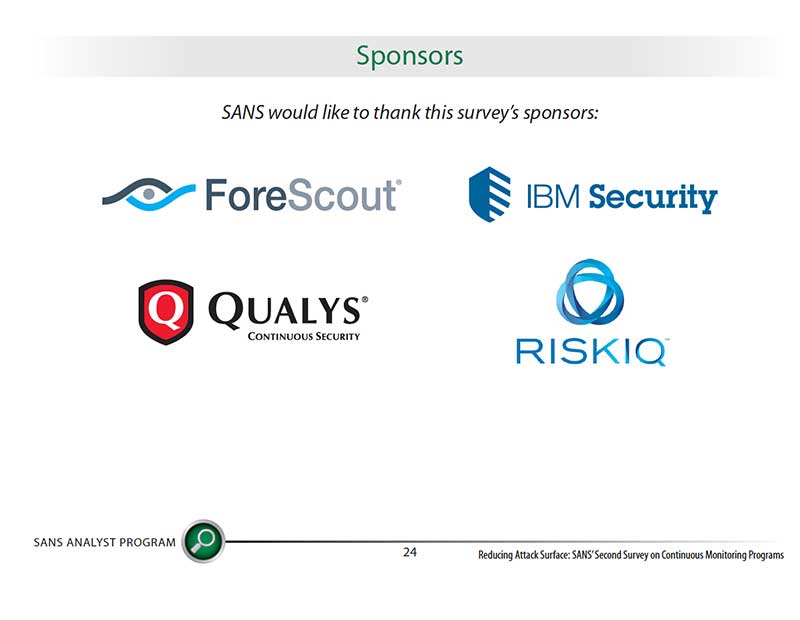 Sponsors
SANS would like to thank this survey's sponsors:
ForeScout®
IBM Security
Q QUALYS®
CONTINUOUS SECURITY
RISKIQ™
SANS ANALYST PROGRAM
24
Reducing Attack Surface: SANS' Second Survey on Continuous Monitoring Programs